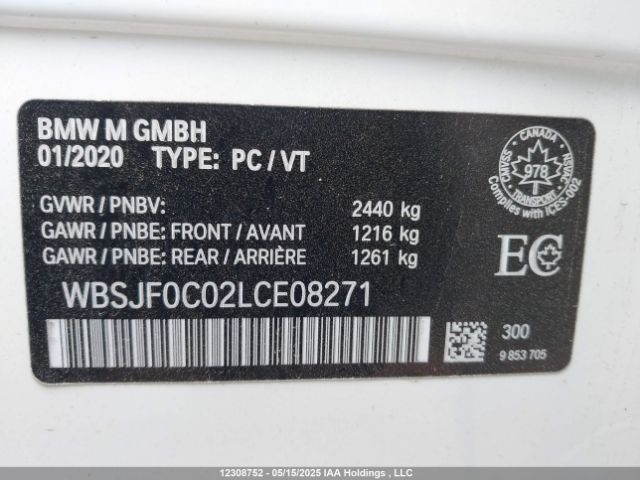 BMW M GMBH
01/2020 TYPE: PC / VT
GVWR / PNBV: 2440 kg
GAWR / PNBE: FRONT / AVANT 1216 kg
GAWR / PNBE: REAR / ARRIÈRE 1261 kg
WBSJF0C02LCE08271
CANADA
CMVSS
978
NSVAC
TRANSPORT
Complies with ICES-002
EC
300
9 853 705
12308752 - 05/15/2025 IAA Holdings , LLC